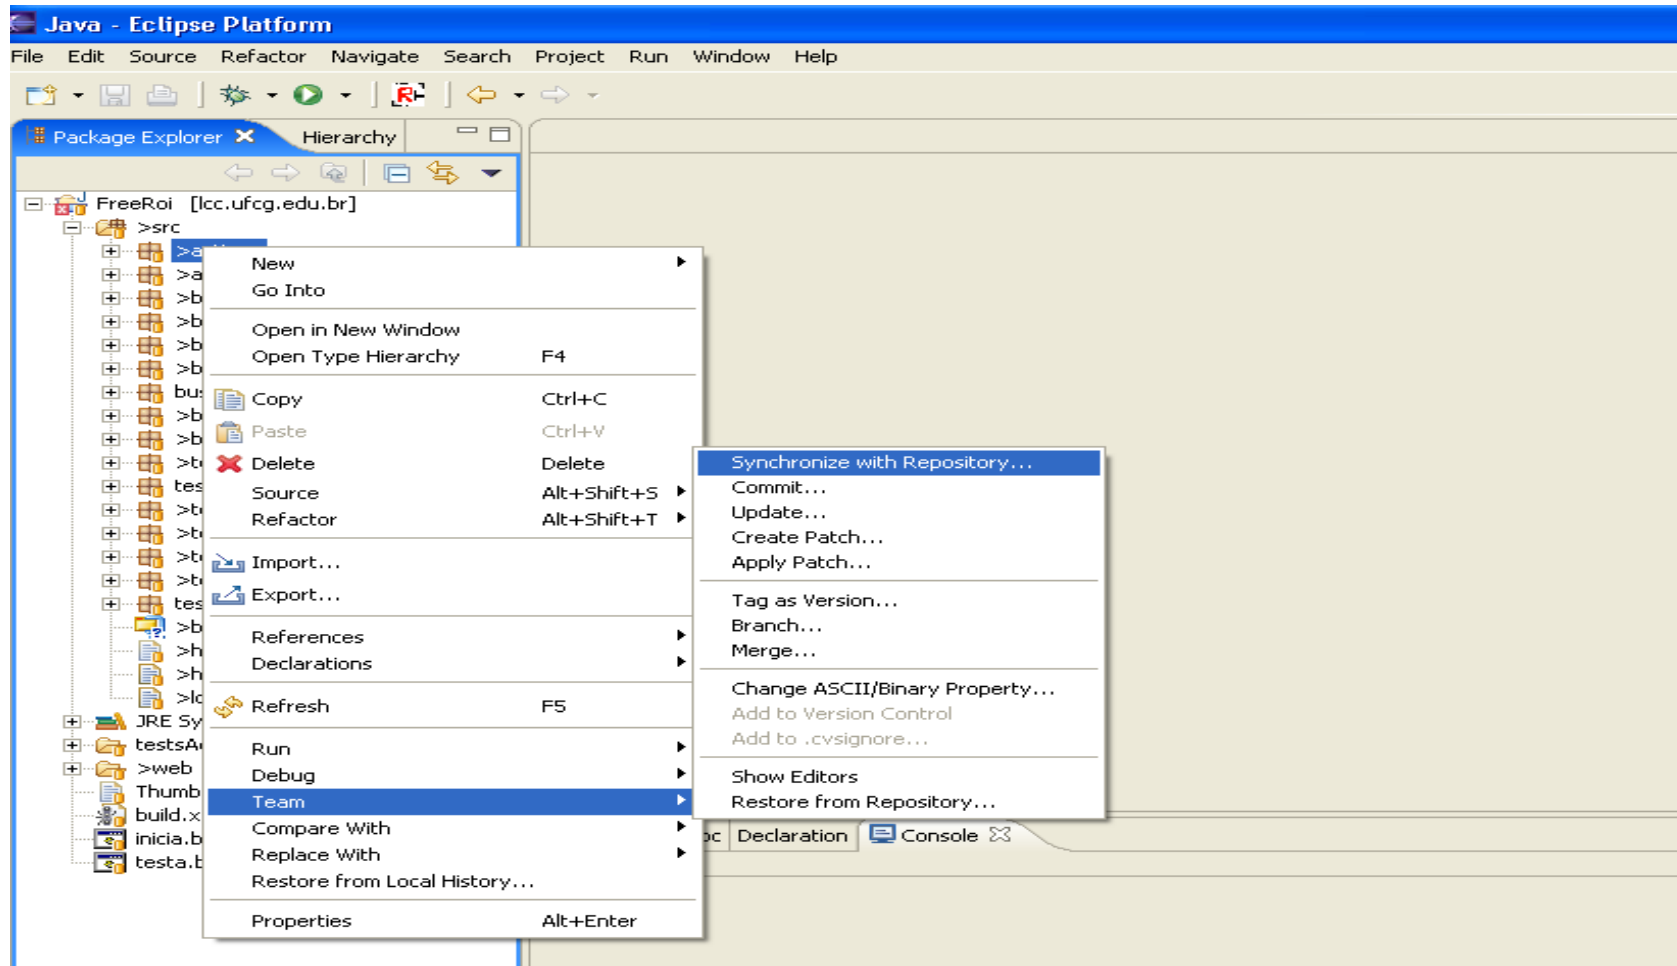 Java - Eclipse Platform
File Edit Source Refactor Navigate Search Project Run Window Help
Package Explorer Hierarchy
FreeRoi [lcc.ufcg.edu.br]
>src
New
Go Into
Open in New Window
Open Type Hierarchy F4
Copy Ctrl+C
Paste Ctrl+V
Delete Delete
Source Alt+Shift+S
Refactor Alt+Shift+T
Import...
Export...
References
Declarations
Refresh F5
Run
Debug
Team
Compare With
Replace With
Restore from Local History...
Properties Alt+Enter
Synchronize with Repository...
Commit...
Update...
Create Patch...
Apply Patch...
Tag as Version...
Branch...
Merge...
Change ASCII/Binary Property...
Add to Version Control
Add to .cvsignore...
Show Editors
Restore from Repository...
JRE Sy
testsA
>web
Thumb
build.x
inicia.b
testa.b
Declaration Console